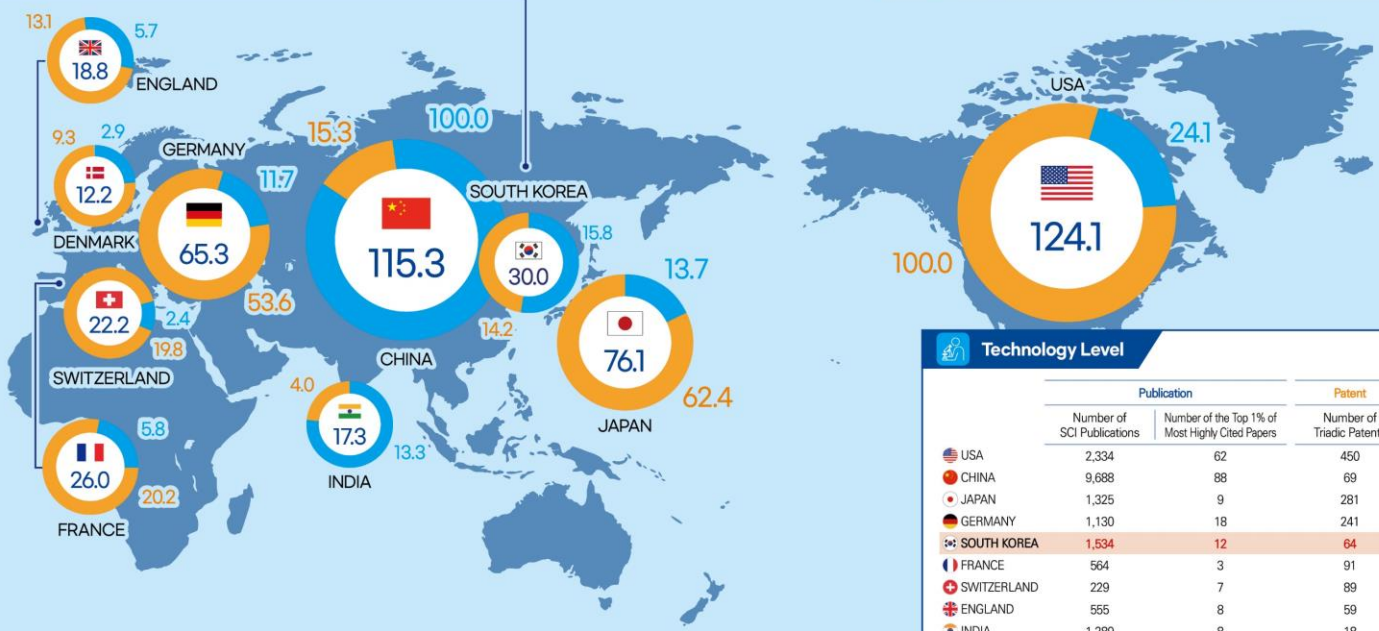 13.1
5.7
18.8
ENGLAND
9.3
2.9
12.2
DENMARK
GERMANY
11.7
65.3
53.6
22.2
2.4
19.8
SWITZERLAND
5.8
26.0
20.2
FRANCE
15.3
100.0
115.3
CHINA
SOUTH KOREA
15.8
30.0
14.2
13.7
76.1
62.4
JAPAN
4.0
17.3
13.3
INDIA
USA
24.1
124.1
100.0
Technology Level
Publication Patent
Number of SCI Publications Number of the Top 1% of Most Highly Cited Papers Number of Triadic Patent
USA 2,334 62 450
CHINA 9,688 88 69
JAPAN 1,325 9 281
GERMANY 1,130 18 241
SOUTH KOREA 1,534 12 64
FRANCE 564 3 91
SWITZERLAND 229 7 89
ENGLAND 555 8 59
INDIA 1,289 8 18